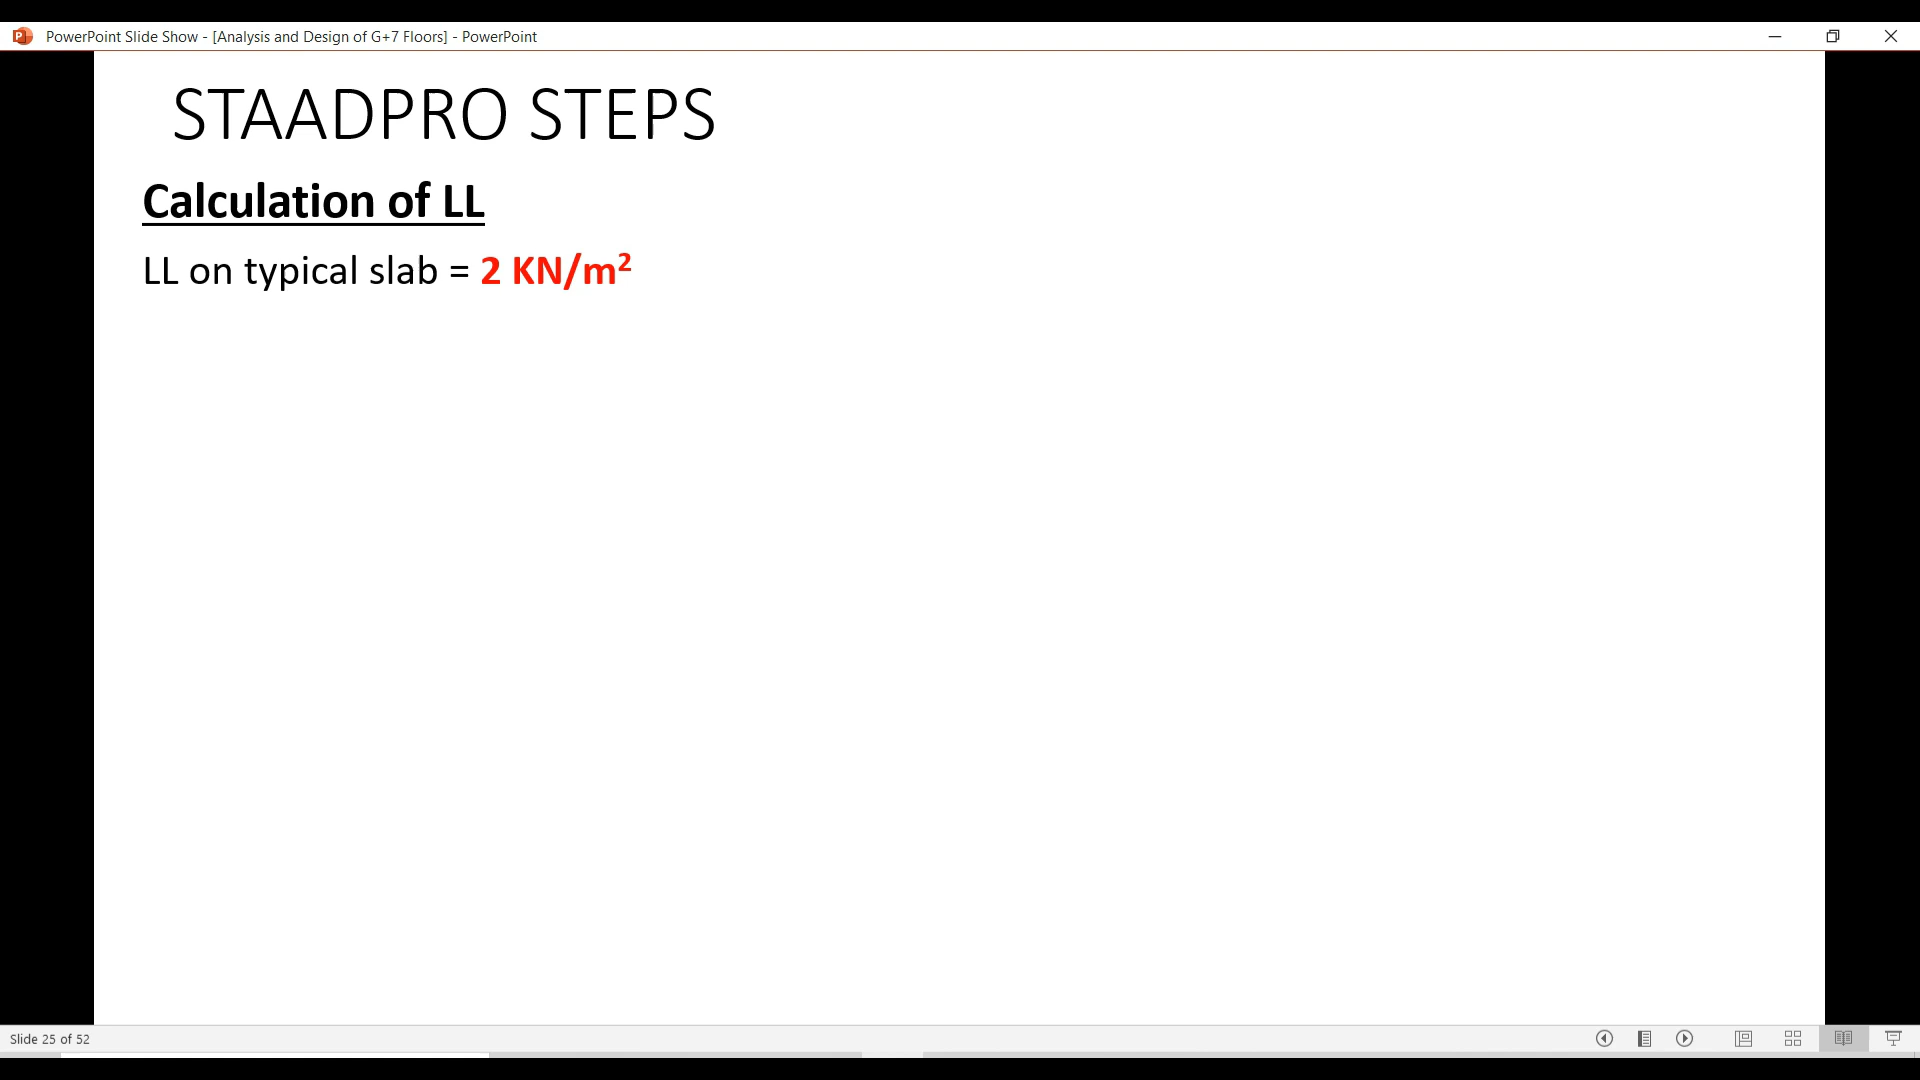 PowerPoint Slide Show - [Analysis and Design of G+7 Floors] - PowerPoint
STAADPRO STEPS
Calculation of LL
LL on typical slab = 2 KN/m²
Slide 25 of 52